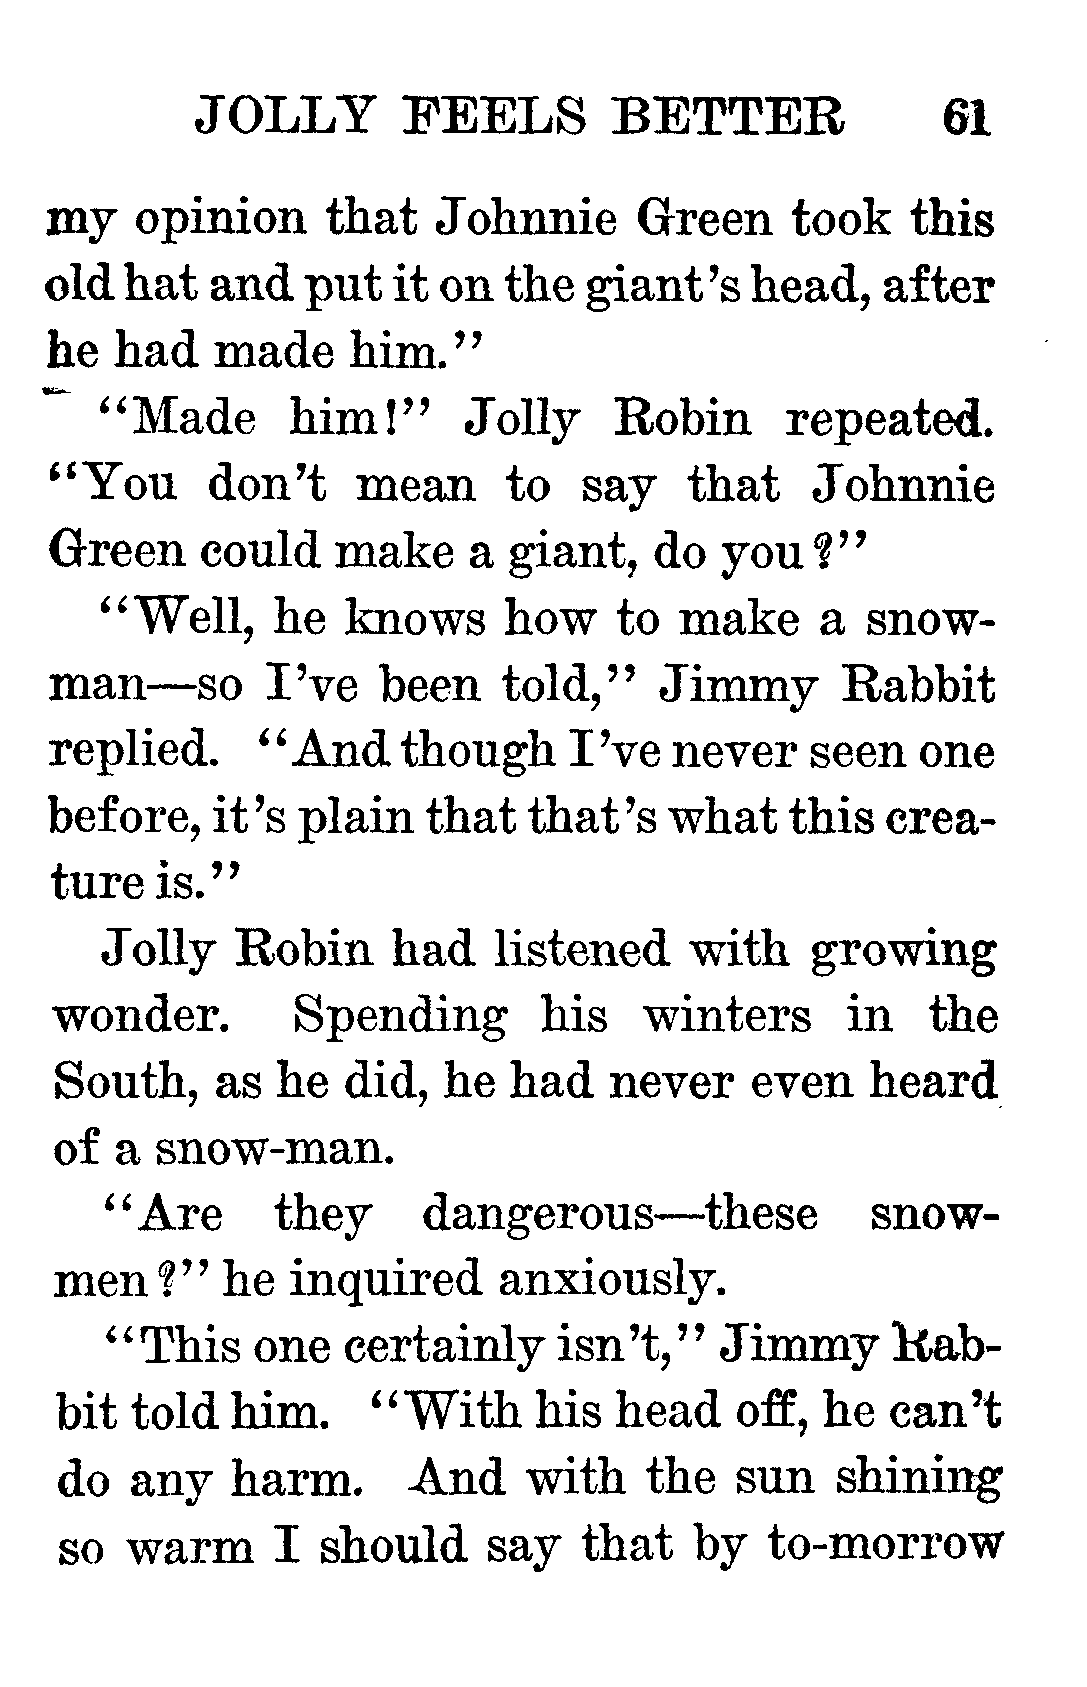 JOLLY FEELS BETTER 61
my opinion that Johnnie Green took this
old hat and put it on the giant's head, after
he had made him."
"Made him!" Jolly Robin repeated.
"You don't mean to say that Johnnie
Green could make a giant, do you?"
"Well, he knows how to make a snow-
man—so I've been told," Jimmy Rabbit
replied. "And though I've never seen one
before, it's plain that that's what this crea-
ture is."
Jolly Robin had listened with growing
wonder. Spending his winters in the
South, as he did, he had never even heard
of a snow-man.
"Are they dangerous—these snow-
men?" he inquired anxiously.
"This one certainly isn't," Jimmy Rab-
bit told him. "With his head off, he can't
do any harm. And with the sun shining
so warm I should say that by to-morrow